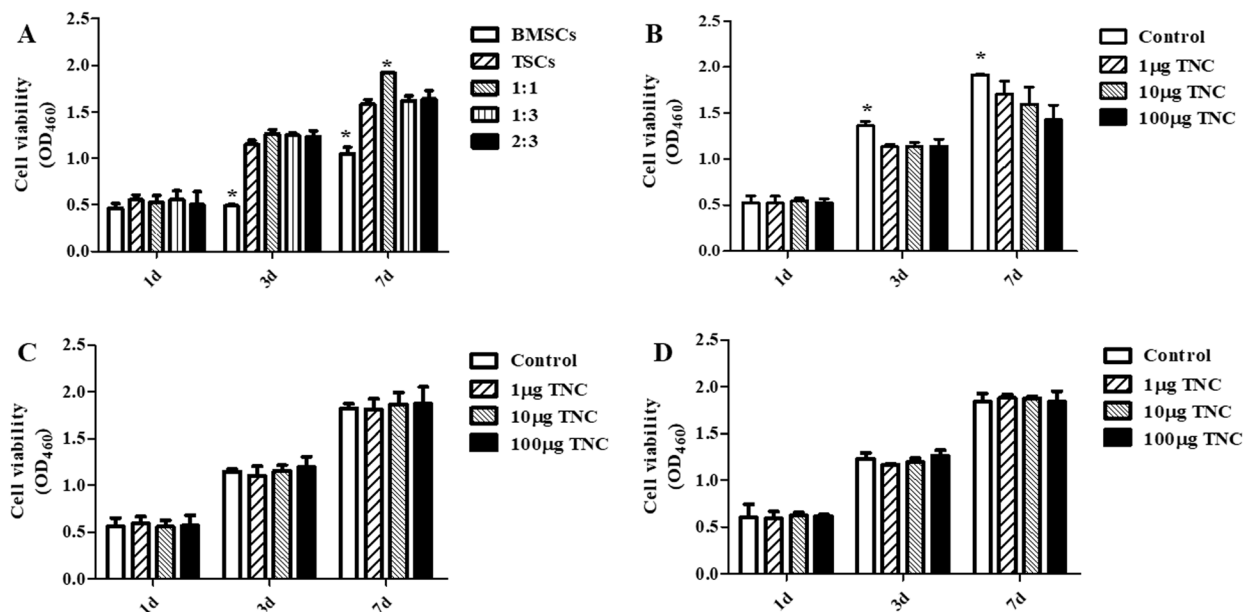 A
Cell viability
(OD460)
2.5
2.0
1.5
1.0
0.5
0.0
*
*
*
1d
3d
7d
BMSCs
TSCs
1:1
1:3
2:3
B
Cell viability
(OD460)
2.5
2.0
1.5
1.0
0.5
0.0
*
*
1d
3d
7d
Control
1μg TNC
10μg TNC
100μg TNC
C
Cell viability
(OD460)
2.5
2.0
1.5
1.0
0.5
0.0
1d
3d
7d
Control
1μg TNC
10μg TNC
100μg TNC
D
Cell viability
(OD460)
2.5
2.0
1.5
1.0
0.5
0.0
1d
3d
7d
Control
1μg TNC
10μg TNC
100μg TNC